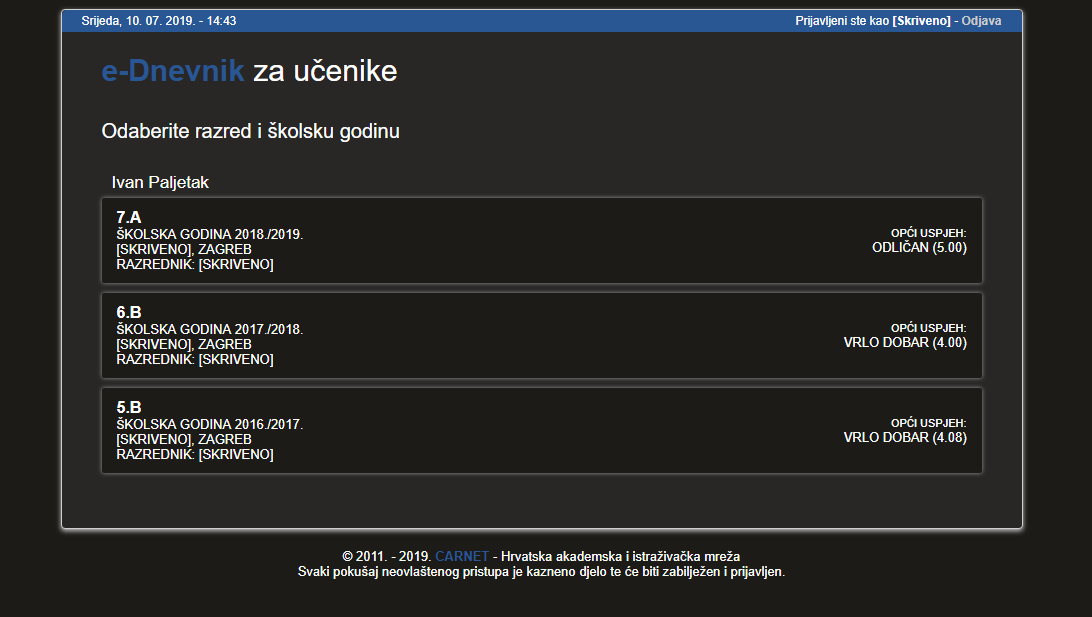 Srijeda, 10. 07. 2019. - 14:43
Prijavljeni ste kao [Skriveno] - Odjava
e-Dnevnik za učenike
Odaberite razred i školsku godinu
Ivan Paljetak
7.A
ŠKOLSKA GODINA 2018./2019.
[SKRIVENO], ZAGREB
RAZREDNIK: [SKRIVENO]
OPĆI USPJEH:
ODLIČAN (5.00)
6.B
ŠKOLSKA GODINA 2017./2018.
[SKRIVENO], ZAGREB
RAZREDNIK: [SKRIVENO]
OPĆI USPJEH:
VRLO DOBAR (4.00)
5.B
ŠKOLSKA GODINA 2016./2017.
[SKRIVENO], ZAGREB
RAZREDNIK: [SKRIVENO]
OPĆI USPJEH:
VRLO DOBAR (4.08)
© 2011. - 2019. CARNET - Hrvatska akademska i istraživačka mreža
Svaki pokušaj neovlaštenog pristupa je kazneno djelo te će biti zabilježen i prijavljen.